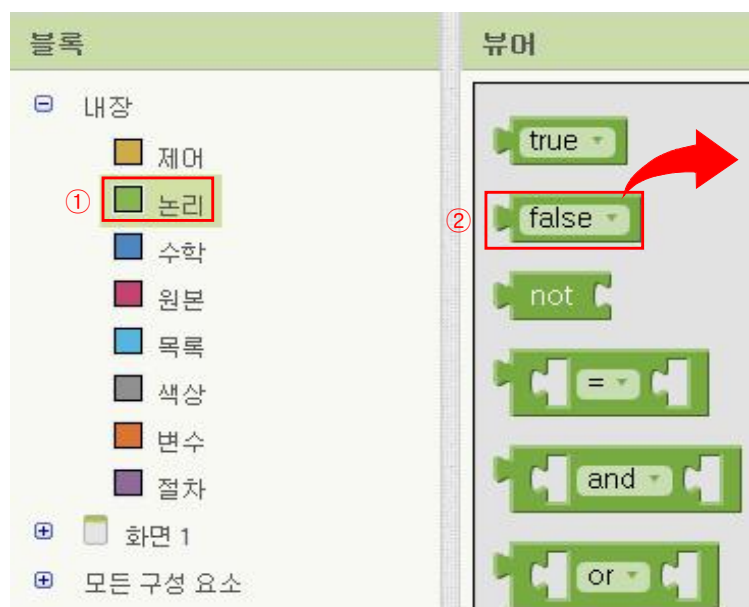 블록
내장
제어
① 논리
수학
원본
목록
색상
변수
절차
화면 1
모든 구성 요소
뷰어
true
② false
not
=
and
or